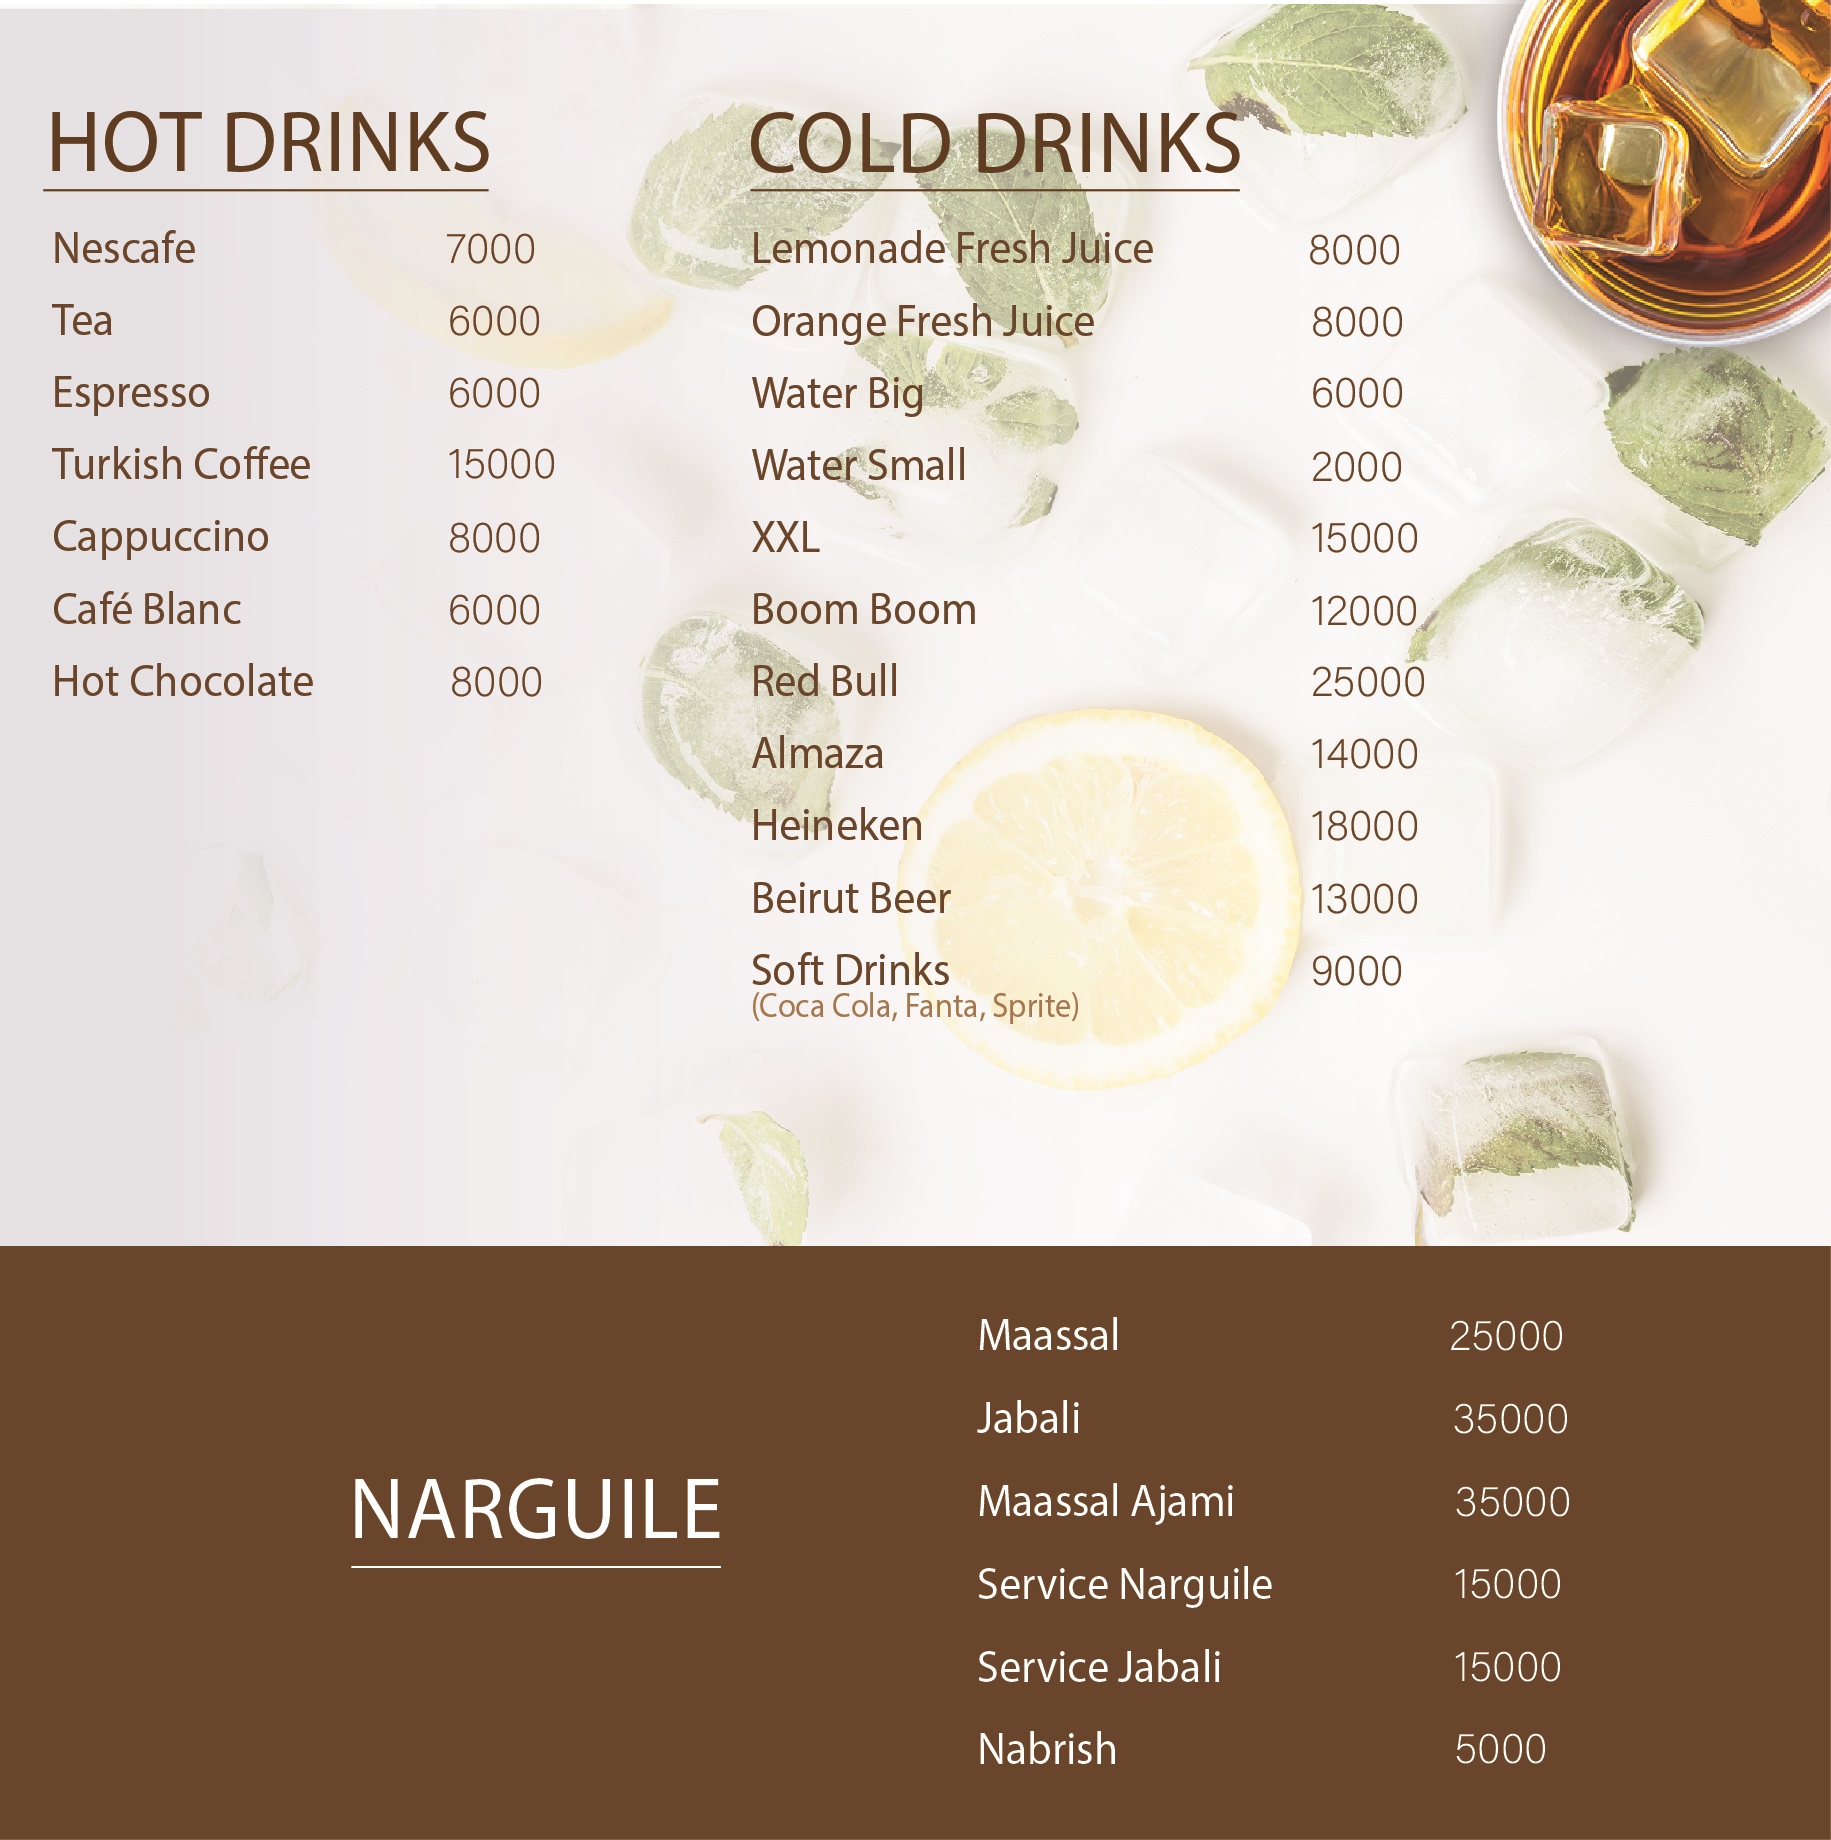 HOT DRINKS
Nescafe 7000
Tea 6000
Espresso 6000
Turkish Coffee 15000
Cappuccino 8000
Café Blanc 6000
Hot Chocolate 8000
COLD DRINKS
Lemonade Fresh Juice 8000
Orange Fresh Juice 8000
Water Big 6000
Water Small 2000
XXL 15000
Boom Boom 12000
Red Bull 25000
Almaza 14000
Heineken 18000
Beirut Beer 13000
Soft Drinks 9000
(Coca Cola, Fanta, Sprite)
NARGUILE
Maassal 25000
Jabali 35000
Maassal Ajami 35000
Service Narguile 15000
Service Jabali 15000
Nabrish 5000